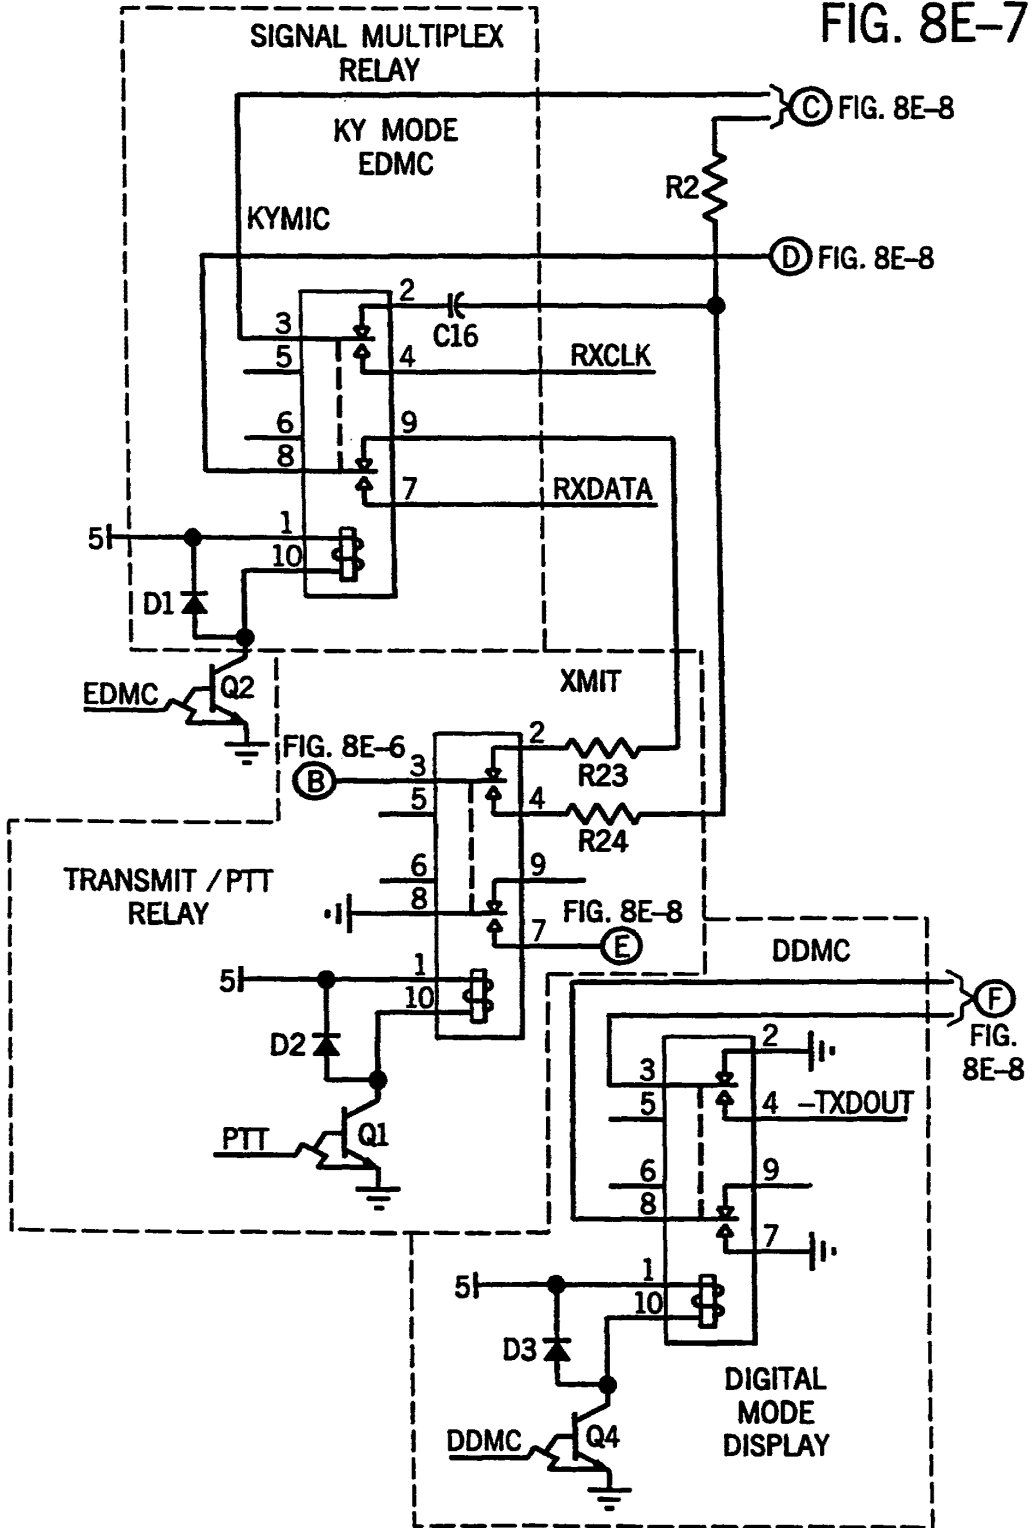 FIG. 8E–7
SIGNAL MULTIPLEX
RELAY
C FIG. 8E–8
KY MODE
EDMC
R2
KYMIC
D FIG. 8E–8
2
C16
3
4
RXCLK
5
6
9
8
7
RXDATA
5
1
10
D1
XMIT
EDMC
Q2
FIG. 8E–6
B
2
R23
3
4
5
R24
6
9
TRANSMIT / PTT
RELAY
8
FIG. 8E–8
7
E
DDMC
5
1
10
F
FIG.
8E–8
D2
2
3
4
–TXDOUT
5
PTT
Q1
6
9
8
7
5
1
10
D3
DIGITAL
MODE
DISPLAY
DDMC
Q4